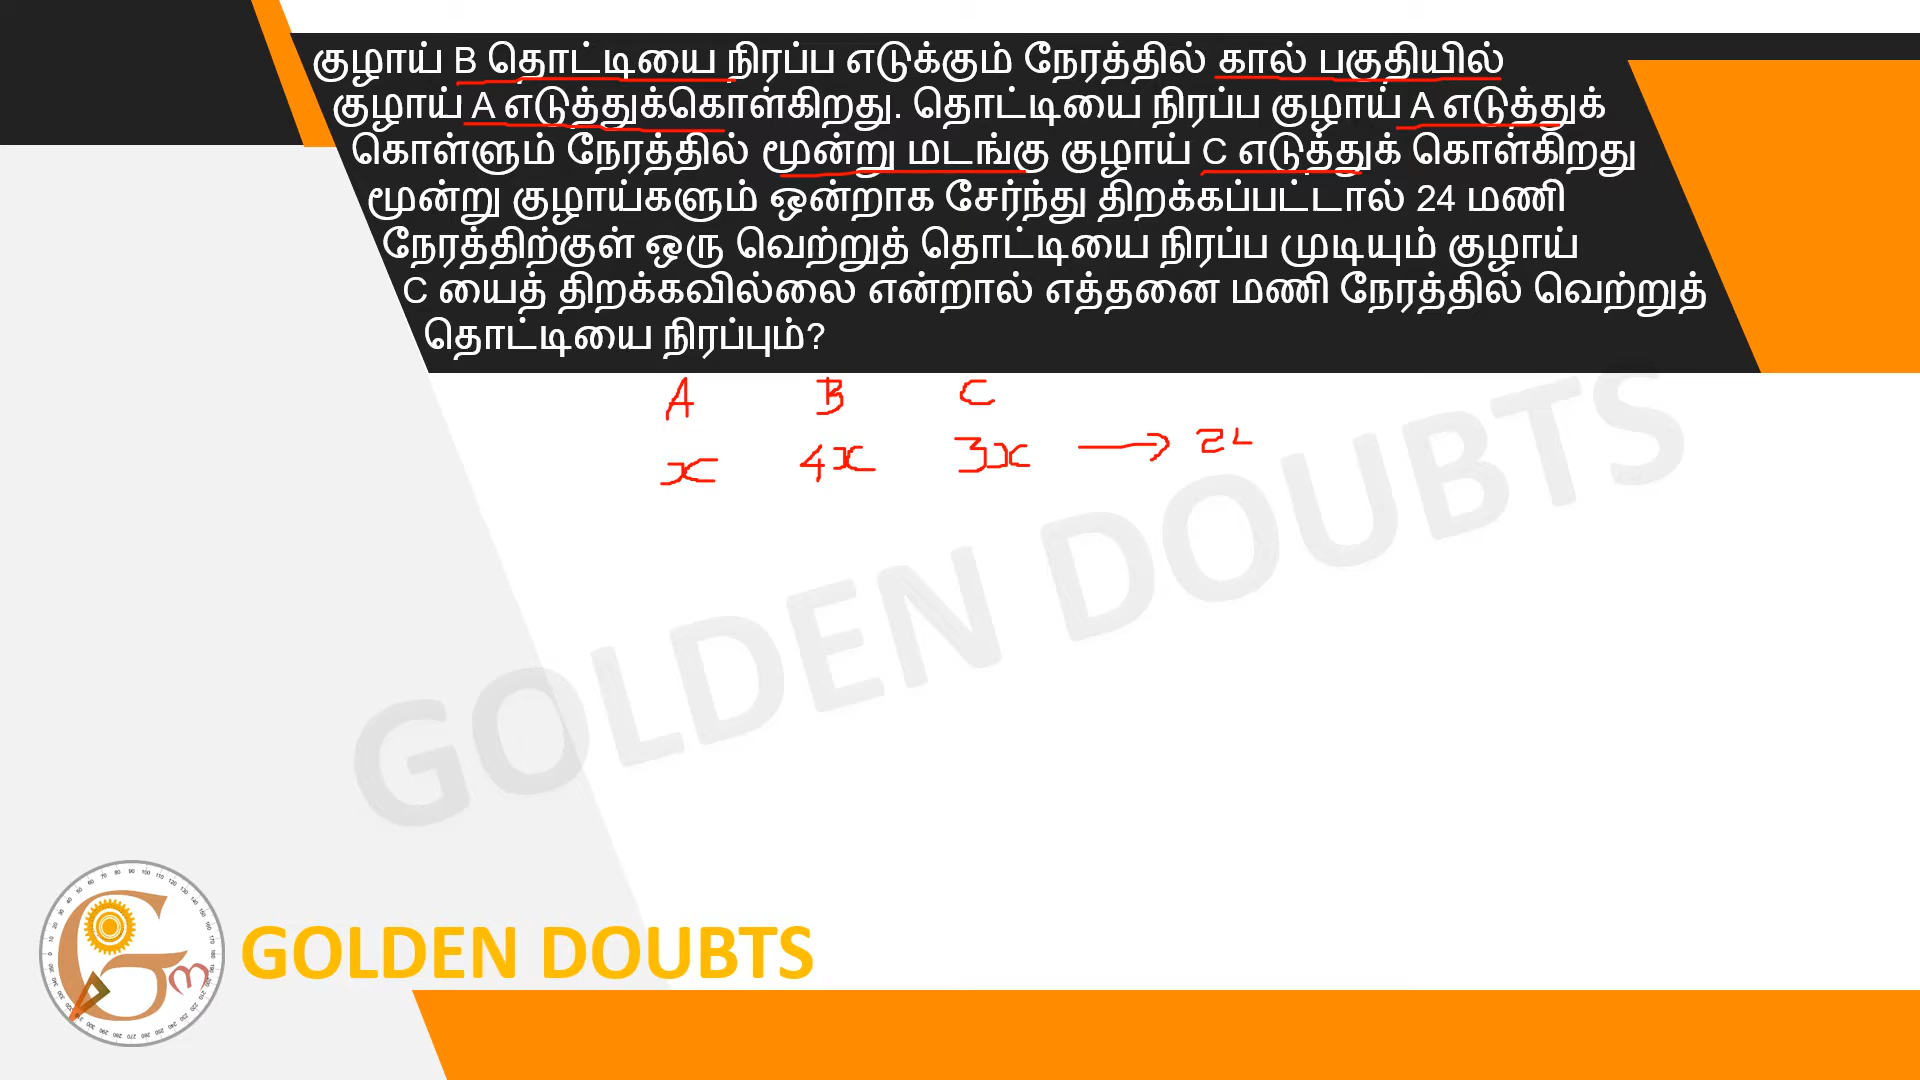 குழாய் B தொட்டியை நிரப்ப எடுக்கும் நேரத்தில் கால் பகுதியில்
குழாய் A எடுத்துக்கொள்கிறது. தொட்டியை நிரப்ப குழாய் A எடுத்துக்
கொள்ளும் நேரத்தில் மூன்று மடங்கு குழாய் C எடுத்துக் கொள்கிறது
மூன்று குழாய்களும் ஒன்றாக சேர்ந்து திறக்கப்பட்டால் 24 மணி
நேரத்திற்குள் ஒரு வெற்றுத் தொட்டியை நிரப்ப முடியும் குழாய்
C யைத் திறக்கவில்லை என்றால் எத்தனை மணி நேரத்தில் வெற்றுத்
தொட்டியை நிரப்பும்?
A B C
x 4x 3x → 24
GOLDEN DOUBTS
GOLDEN DOUBTS